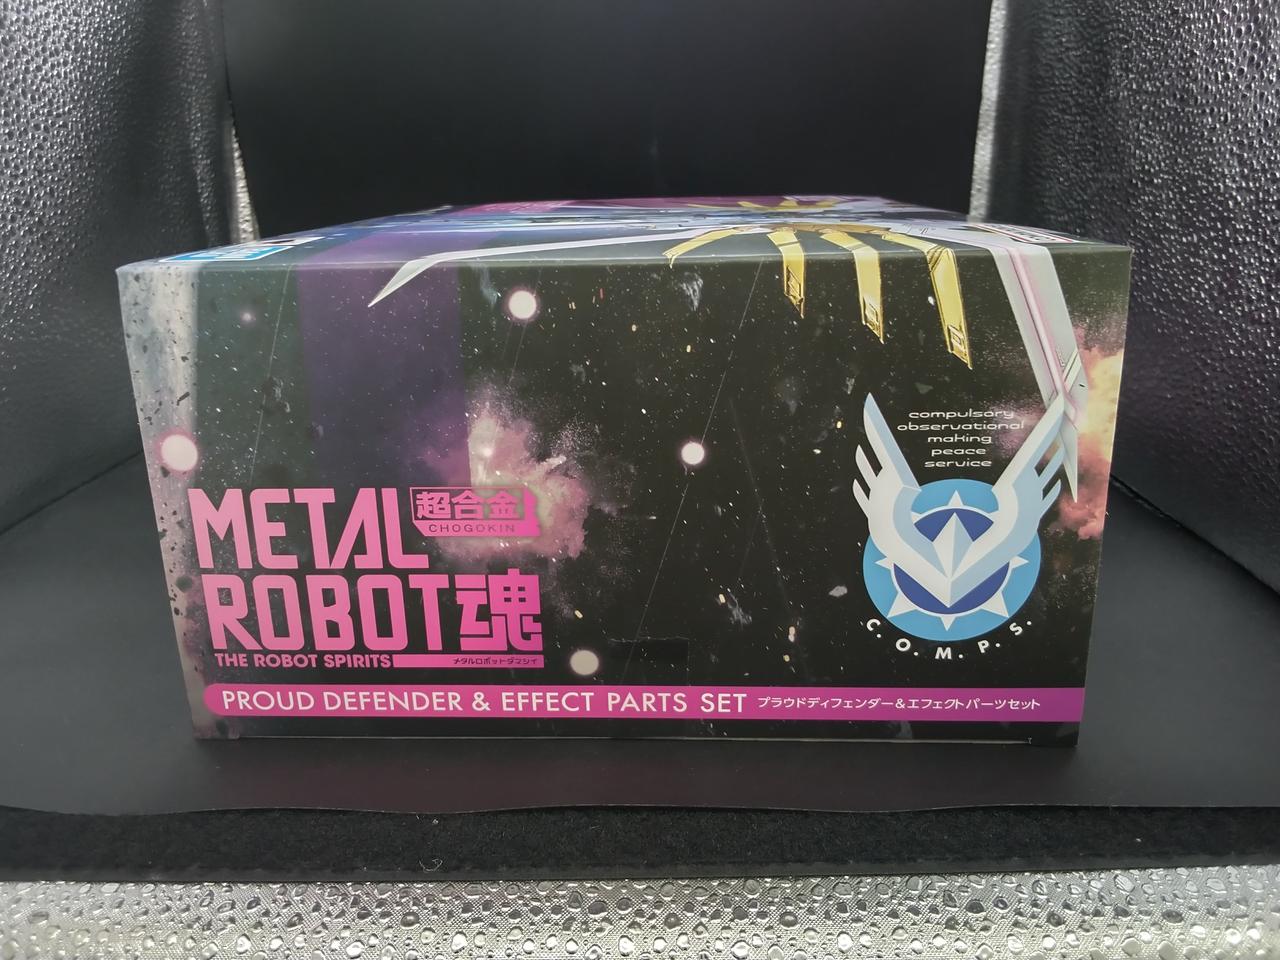 compulsory
observational
making
peace
service
METAL
超合金
CHOGOKIN
ROBOT魂
THE ROBOT SPIRITS
メタルロボットダマシイ
C.O.M.P.S.
PROUD DEFENDER & EFFECT PARTS SET プラウドディフェンダー&エフェクトパーツセット